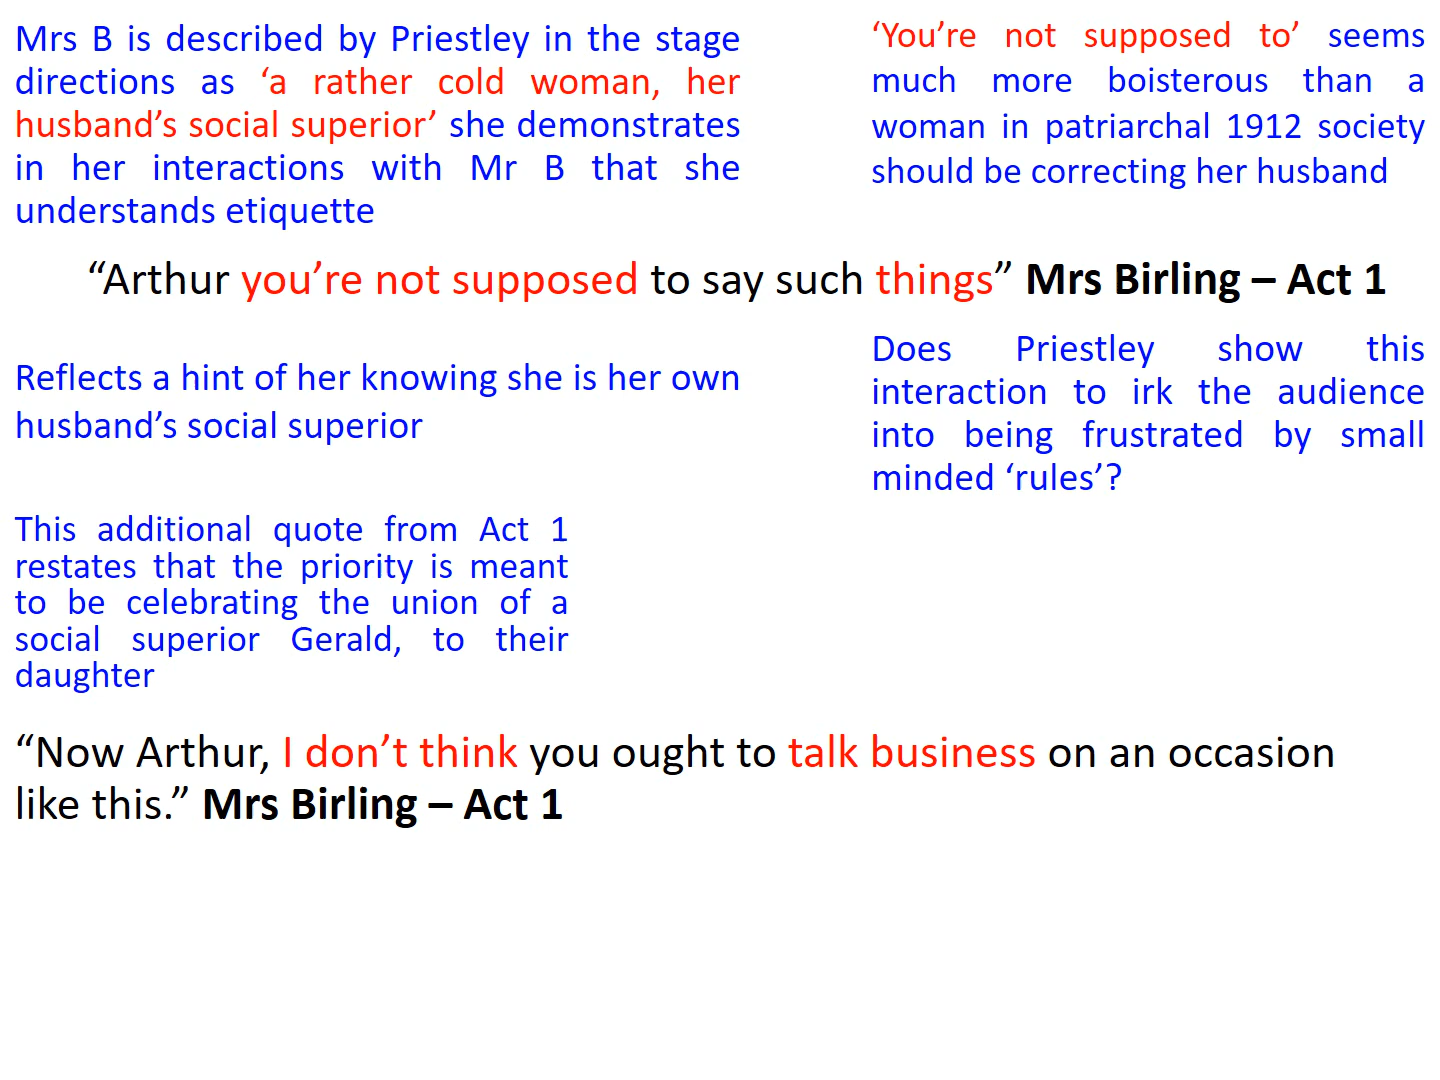 Mrs B is described by Priestley in the stage
directions as ‘a rather cold woman, her
husband’s social superior’ she demonstrates
in her interactions with Mr B that she
understands etiquette
‘You’re not supposed to’ seems
much more boisterous than a
woman in patriarchal 1912 society
should be correcting her husband
“Arthur you’re not supposed to say such things” Mrs Birling – Act 1
Reflects a hint of her knowing she is her own
husband’s social superior
Does Priestley show this
interaction to irk the audience
into being frustrated by small
minded ‘rules’?
This additional quote from Act 1
restates that the priority is meant
to be celebrating the union of a
social superior Gerald, to their
daughter
“Now Arthur, I don’t think you ought to talk business on an occasion
like this.” Mrs Birling – Act 1